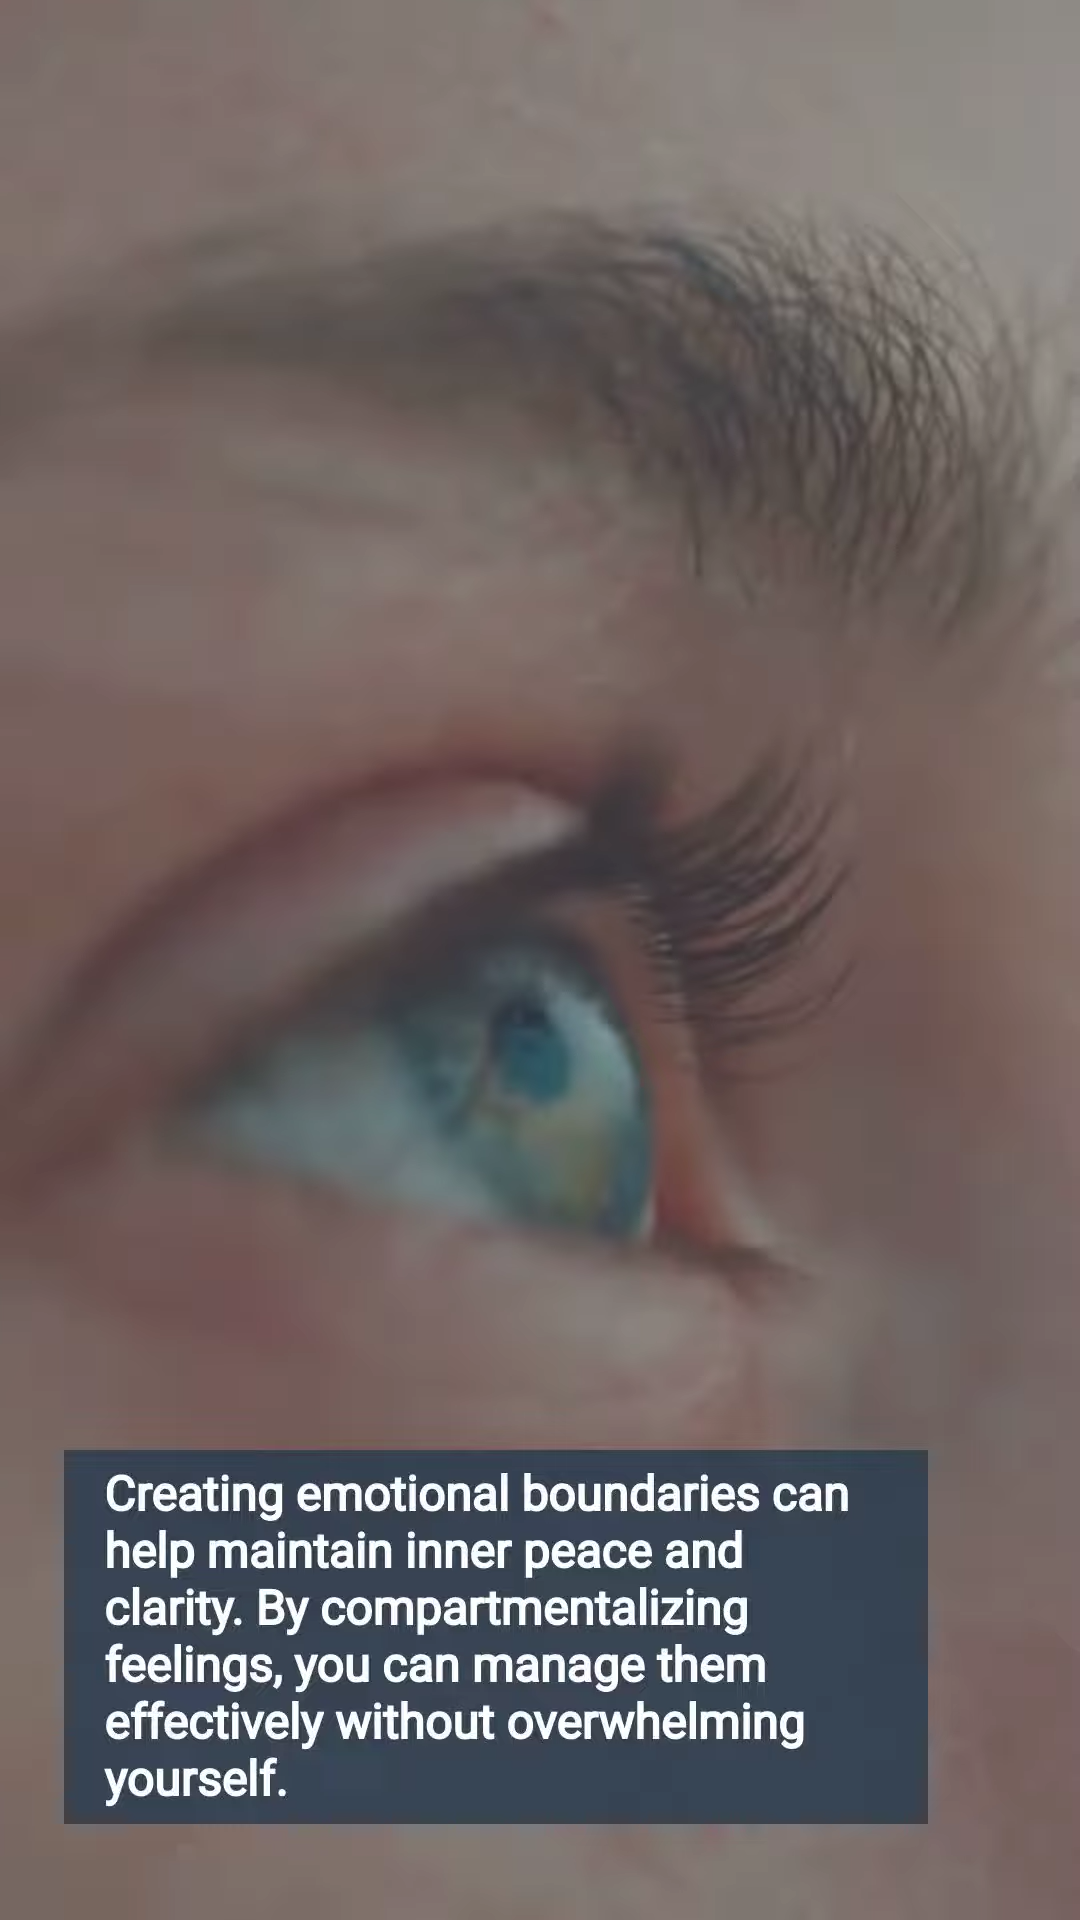 Creating emotional boundaries can
help maintain inner peace and
clarity. By compartmentalizing
feelings, you can manage them
effectively without overwhelming
yourself.